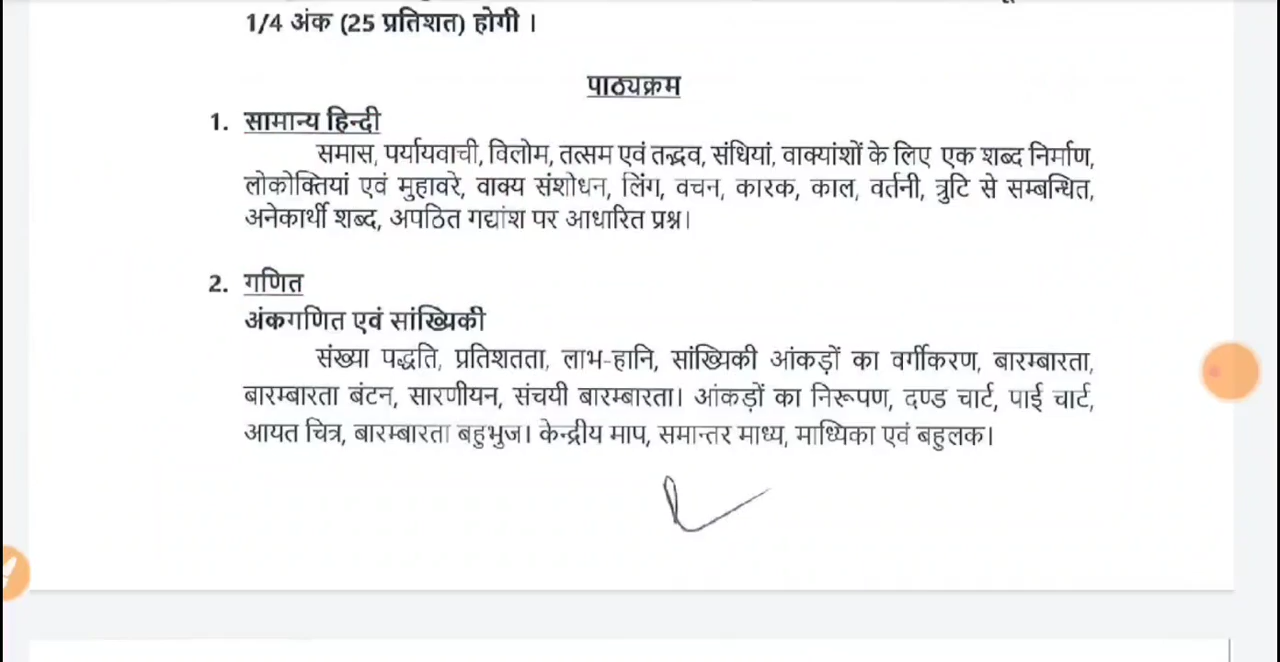 1/4 अंक (25 प्रतिशत) होगी ।
पाठ्यक्रम
1. सामान्य हिन्दी
समास, पर्यायवाची, विलोम, तत्सम एवं तद्भव, संधियां, वाक्यांशों के लिए एक शब्द निर्माण,
लोकोक्तियां एवं मुहावरे, वाक्य संशोधन, लिंग, वचन, कारक, काल, वर्तनी, त्रुटि से सम्बन्धित,
अनेकार्थी शब्द, अपठित गद्यांश पर आधारित प्रश्न।
2. गणित
अंकगणित एवं सांख्यिकी
संख्या पद्धति, प्रतिशतता, लाभ-हानि, सांख्यिकी आंकड़ों का वर्गीकरण, बारम्बारता,
बारम्बारता बंटन, सारणीयन, संचयी बारम्बारता। आंकड़ों का निरूपण, दण्ड चार्ट, पाई चार्ट,
आयत चित्र, बारम्बारता बहुभुज। केन्द्रीय माप, समान्तर माध्य, माध्यिका एवं बहुलक।